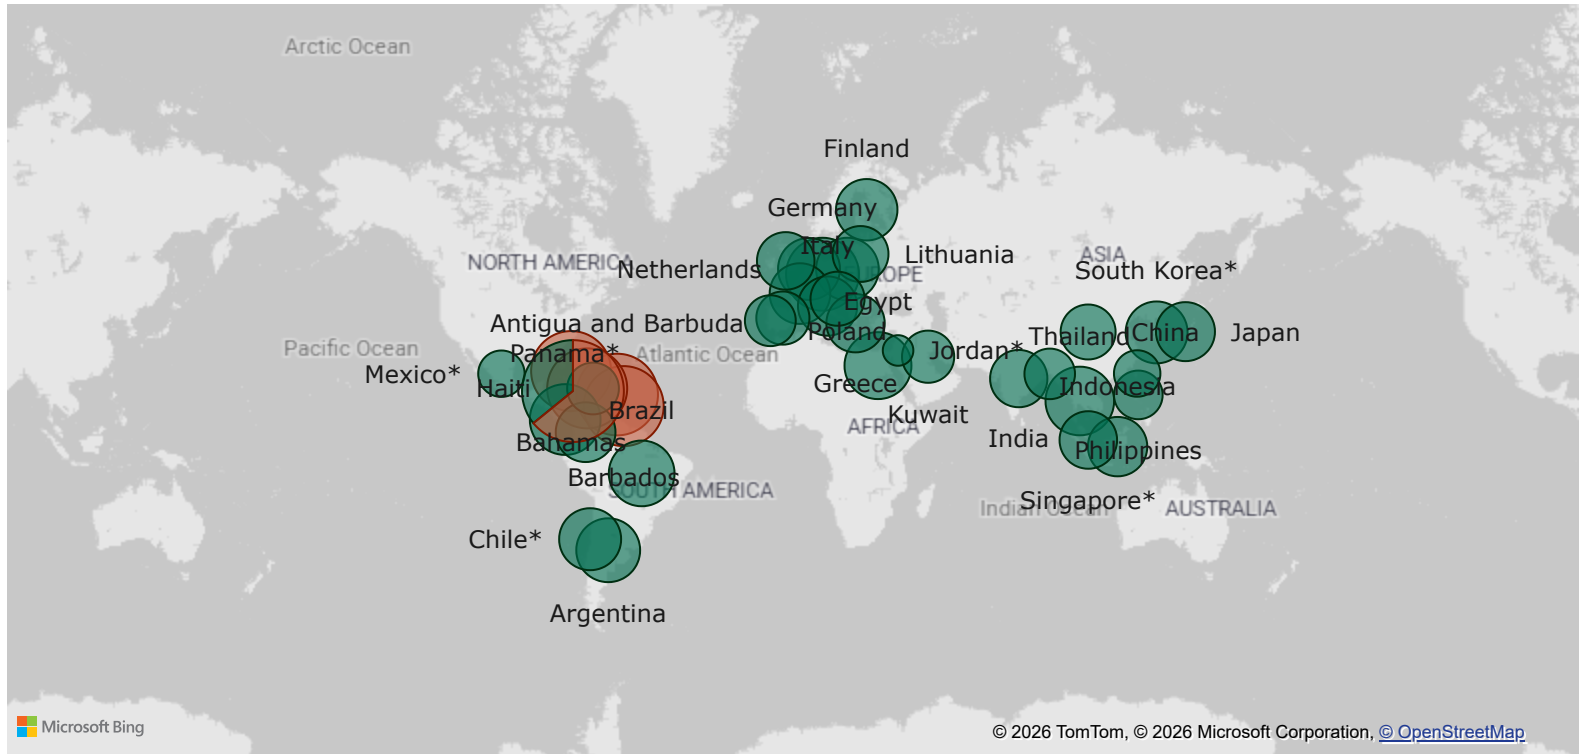 Arctic Ocean
Finland
Germany
Italy
Lithuania
ASIA
NORTH AMERICA
Netherlands
EUROPE
South Korea*
Egypt
Antigua and Barbuda
Poland
Thailand
China
Japan
Pacific Ocean
Panama*
Atlantic Ocean
Jordan*
Mexico*
Haiti
Greece
Indonesia
Brazil
Kuwait
AFRICA
Bahamas
India
Philippines
Barbados
SOUTH AMERICA
Singapore*
Indian Ocean
AUSTRALIA
Chile*
Argentina
Microsoft Bing
© 2026 TomTom, © 2026 Microsoft Corporation, © OpenStreetMap